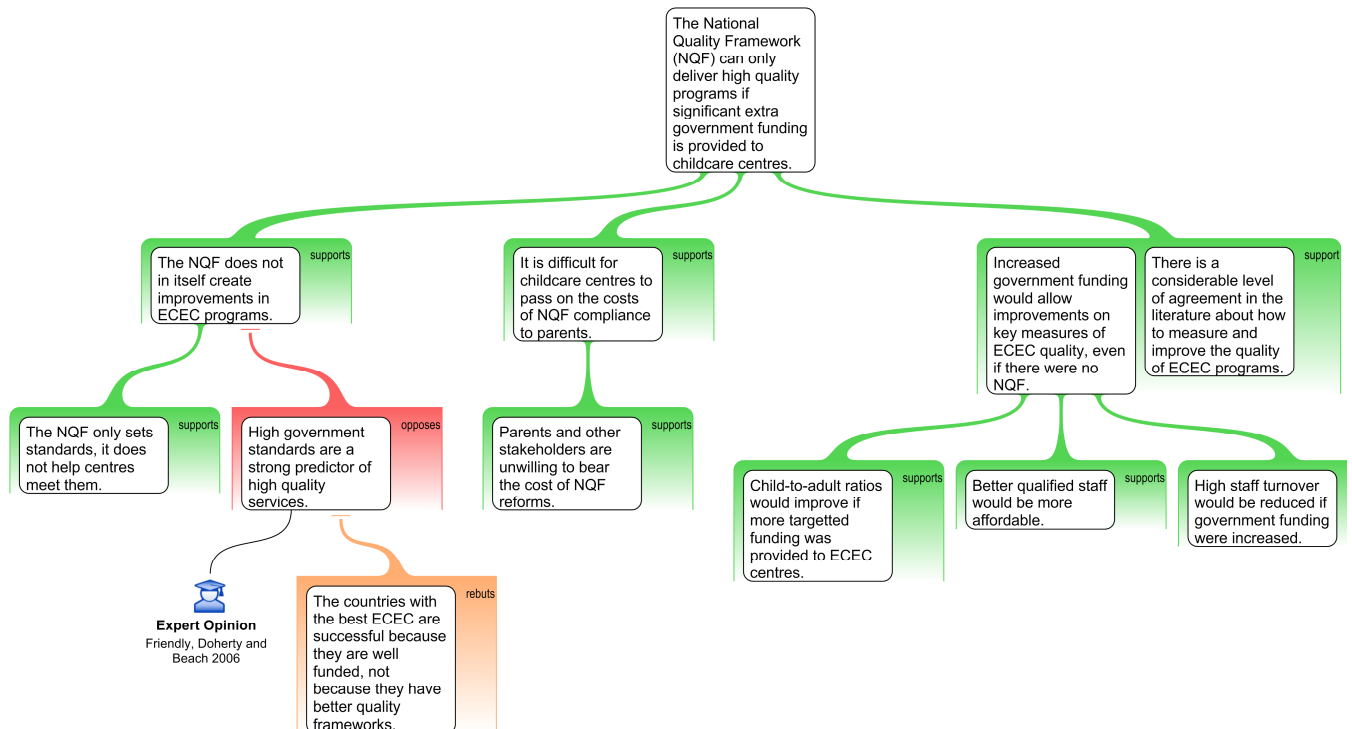 The National
Quality Framework
(NQF) can only
deliver high quality
programs if
significant extra
government funding
is provided to
childcare centres.
supports
The NQF does not
in itself create
improvements in
ECEC programs.
supports
It is difficult for
childcare centres to
pass on the costs
of NQF compliance
to parents.
support
Increased
government funding
would allow
improvements on
key measures of
ECEC quality, even
if there were no
NQF.
There is a
considerable level
of agreement in the
literature about how
to measure and
improve the quality
of ECEC programs.
supports
The NQF only sets
standards, it does
not help centres
meet them.
opposes
High government
standards are a
strong predictor of
high quality
services.
supports
Parents and other
stakeholders are
unwilling to bear
the cost of NQF
reforms.
supports
Child-to-adult ratios
would improve if
more targetted
funding was
provided to ECEC
centres.
supports
Better qualified staff
would be more
affordable.
High staff turnover
would be reduced if
government funding
were increased.
Expert Opinion
Friendly, Doherty and
Beach 2006
rebuts
The countries with
the best ECEC are
successful because
they are well
funded, not
because they have
better quality
frameworks.